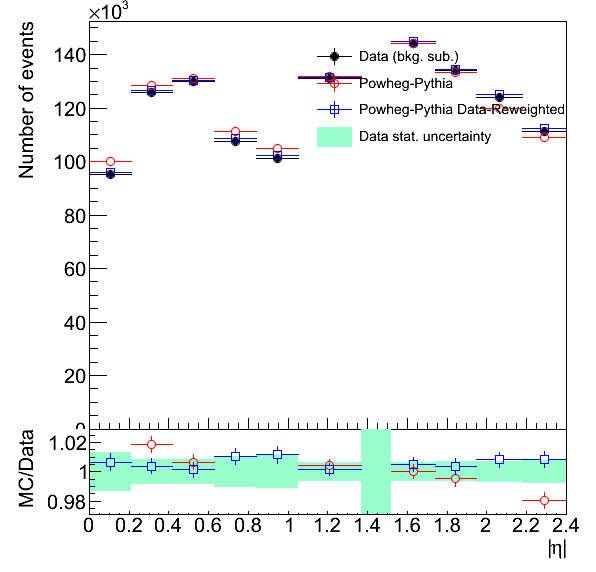 ×10³
Number of events
140
120
100
80
60
40
20
0
Data (bkg. sub.)
Powheg-Pythia
Powheg-Pythia Data-Reweighted
Data stat. uncertainty
MC/Data
1.02
1
0.98
0 0.2 0.4 0.6 0.8 1 1.2 1.4 1.6 1.8 2 2.2 2.4
|η|